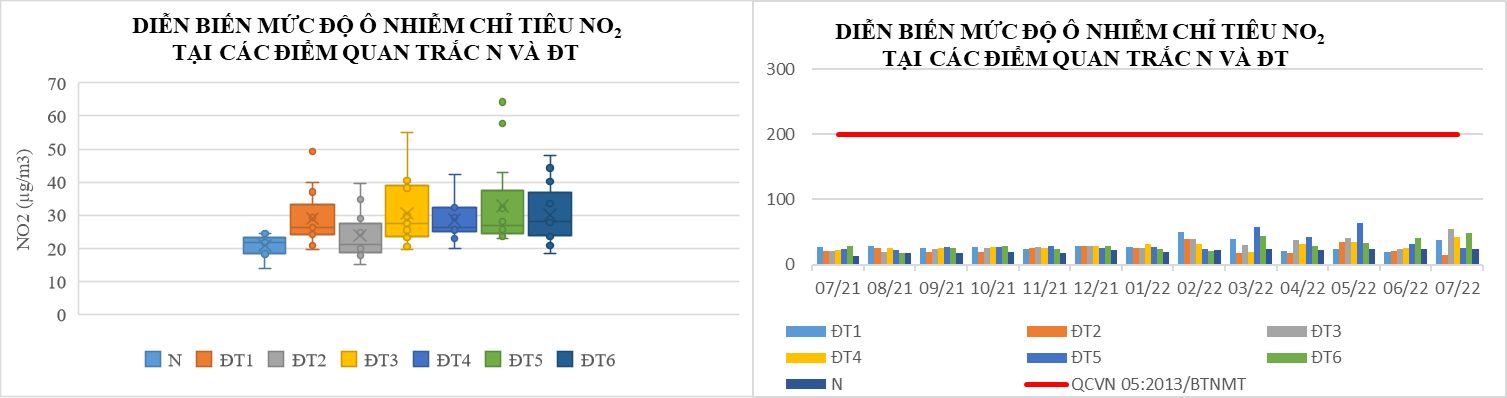 DIỄN BIẾN MỨC ĐỘ Ô NHIỄM CHỈ TIÊU NO₂
TẠI CÁC ĐIỂM QUAN TRẮC N VÀ ĐT
NO2 (µg/m3)
70
60
50
40
30
20
10
0
N ĐT1 ĐT2 ĐT3 ĐT4 ĐT5 ĐT6
DIỄN BIẾN MỨC ĐỘ Ô NHIỄM CHỈ TIÊU NO₂
TẠI CÁC ĐIỂM QUAN TRẮC N VÀ ĐT
300
200
100
0
07/21 08/21 09/21 10/21 11/21 12/21 01/22 02/22 03/22 04/22 05/22 06/22 07/22
ĐT1 ĐT2 ĐT3
ĐT4 ĐT5 ĐT6
N QCVN 05:2013/BTNMT